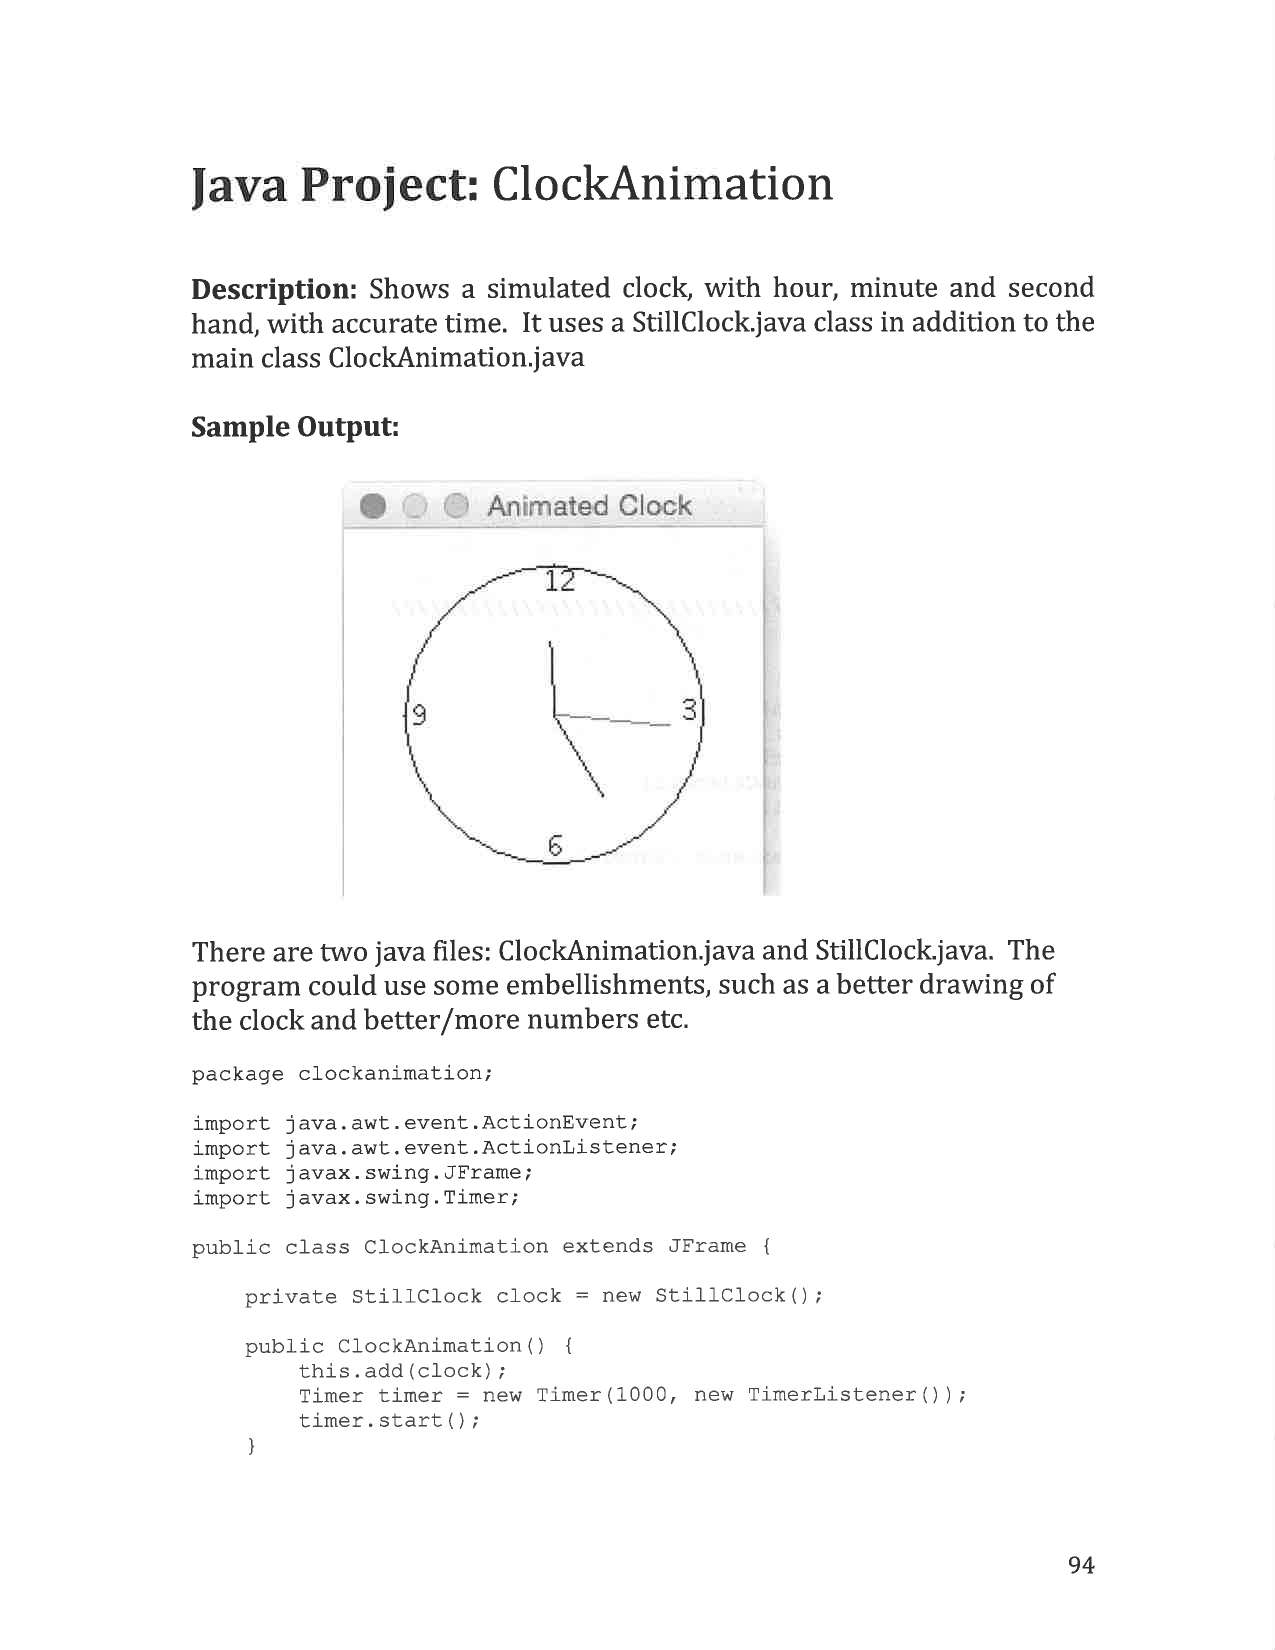 Java Project: ClockAnimation
Description: Shows a simulated clock, with hour, minute and second
hand, with accurate time. It uses a StillClock.java class in addition to the
main class ClockAnimation.java
Sample Output:
Animated Clock
12
9
3
6
There are two java files: ClockAnimation.java and StillClock.java. The
program could use some embellishments, such as a better drawing of
the clock and better/more numbers etc.
package clockanimation;
import java.awt.event.ActionEvent;
import java.awt.event.ActionListener;
import javax.swing.JFrame;
import javax.swing.Timer;
public class ClockAnimation extends JFrame {
    private StillClock clock = new StillClock();
    public ClockAnimation() {
        this.add(clock);
        Timer timer = new Timer(1000, new TimerListener());
        timer.start();
    }
94